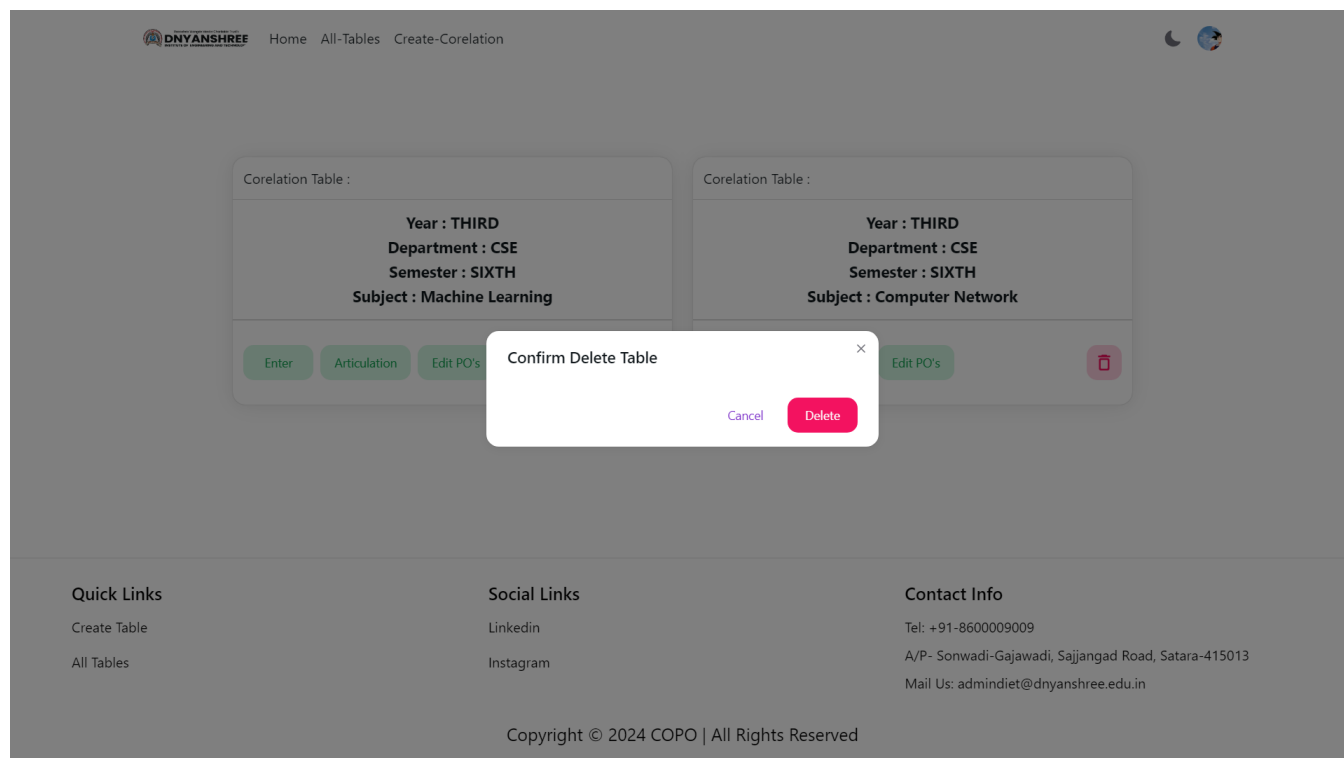 DNYANSHREE
Home All-Tables Create-Corelation
Corelation Table :
Year : THIRD
Department : CSE
Semester : SIXTH
Subject : Machine Learning
Enter Articulation Edit PO's
Corelation Table :
Year : THIRD
Department : CSE
Semester : SIXTH
Subject : Computer Network
Edit PO's
Confirm Delete Table
Cancel Delete
Quick Links
Create Table
All Tables
Social Links
Linkedin
Instagram
Contact Info
Tel: +91-8600009009
A/P- Sonwadi-Gajawadi, Sajjangad Road, Satara-415013
Mail Us: admindiet@dnyanshree.edu.in
Copyright © 2024 COPO | All Rights Reserved